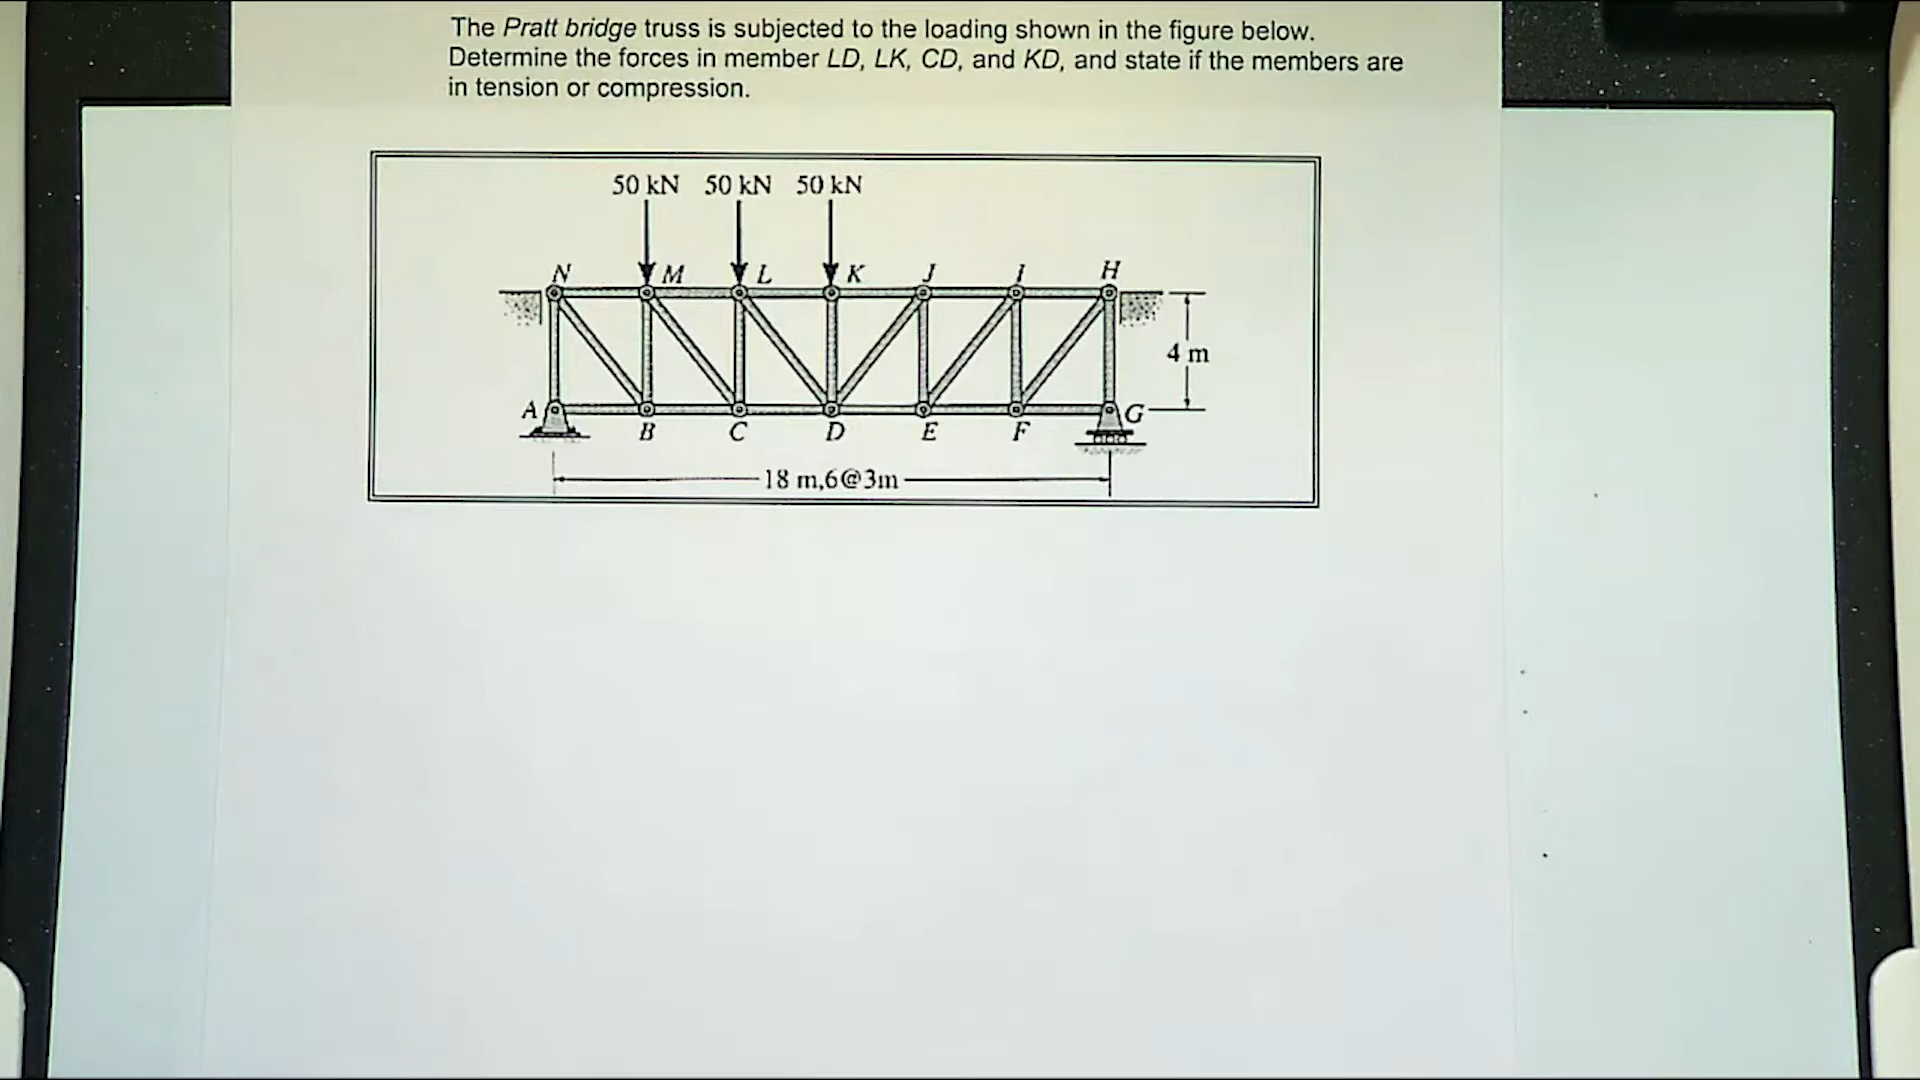 The Pratt bridge truss is subjected to the loading shown in the figure below.
Determine the forces in member LD, LK, CD, and KD, and state if the members are
in tension or compression.
50 kN 50 kN 50 kN
N M L K J I H
4 m
A B C D E F G
18 m,6@3m